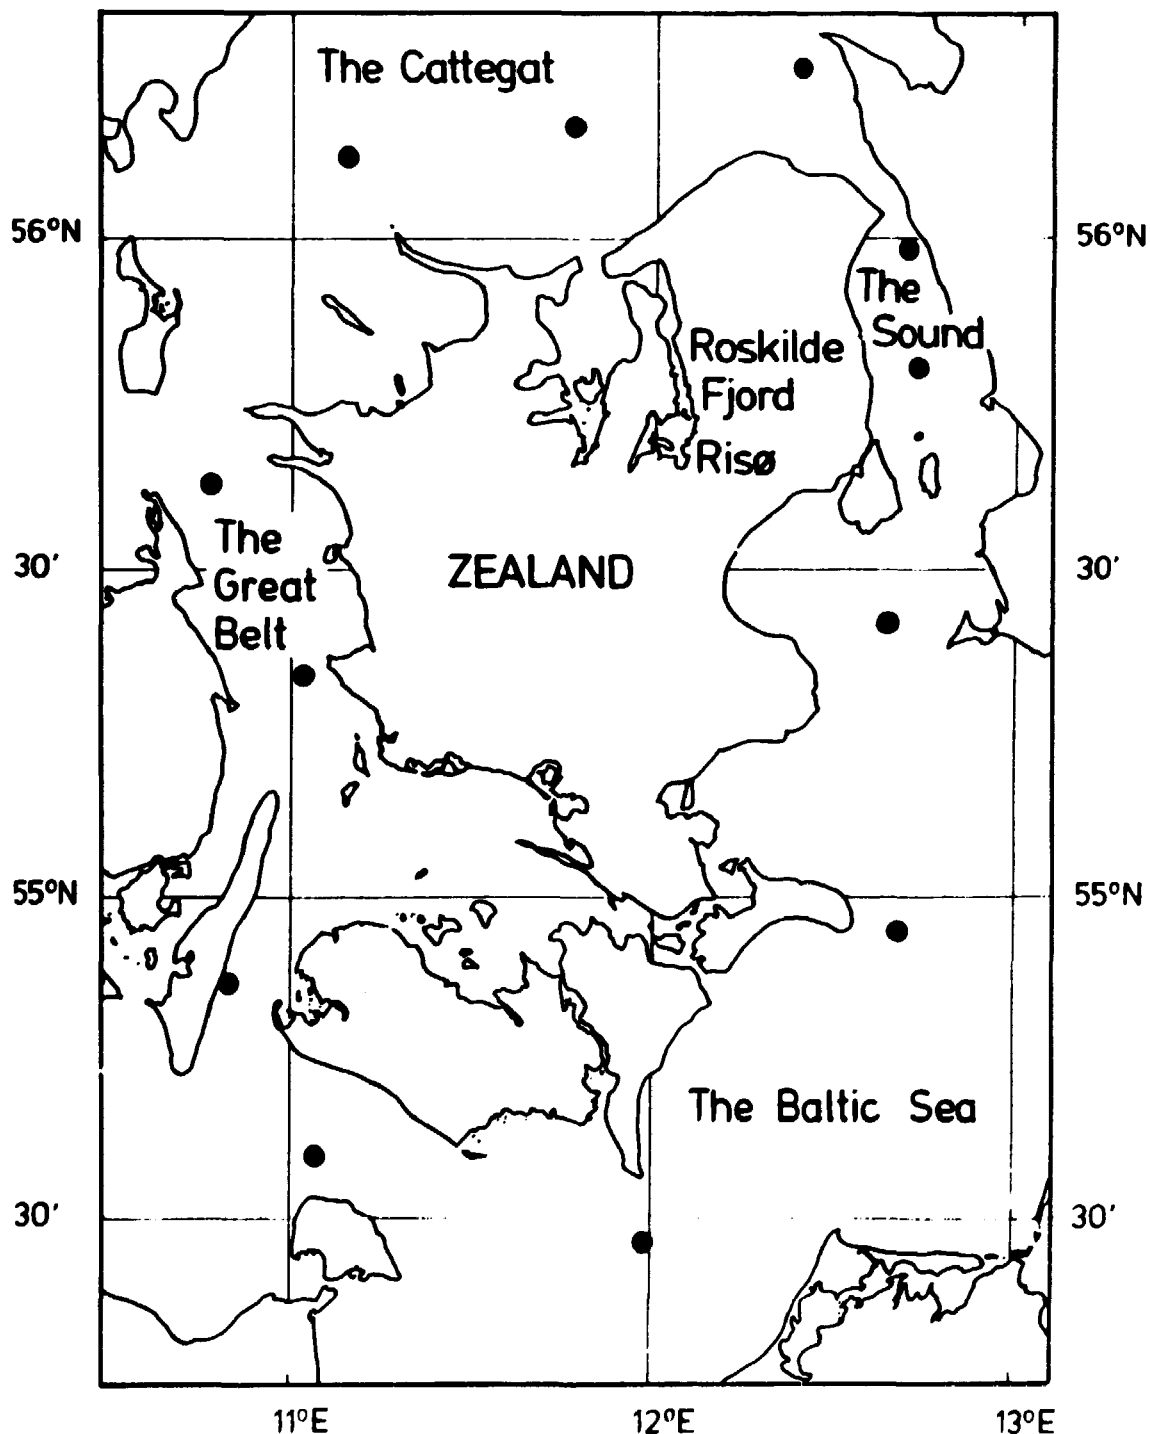 The Cattegat
56°N
56°N
The
Sound
Roskilde
Fjord
Risø
The
Great
Belt
ZEALAND
30'
30'
55°N
55°N
The Baltic Sea
30'
30'
11°E
12°E
13°E